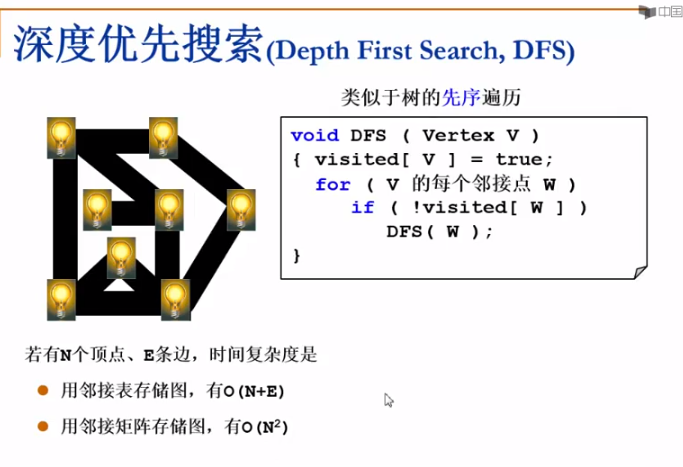 中国
深度优先搜索(Depth First Search, DFS)
类似于树的先序遍历
void DFS ( Vertex V )
{ visited[ V ] = true;
for ( V 的每个邻接点 W )
if ( !visited[ W ] )
DFS( W );
}
若有N个顶点、E条边，时间复杂度是
用邻接表存储图，有O(N+E)
用邻接矩阵存储图，有O(N²)